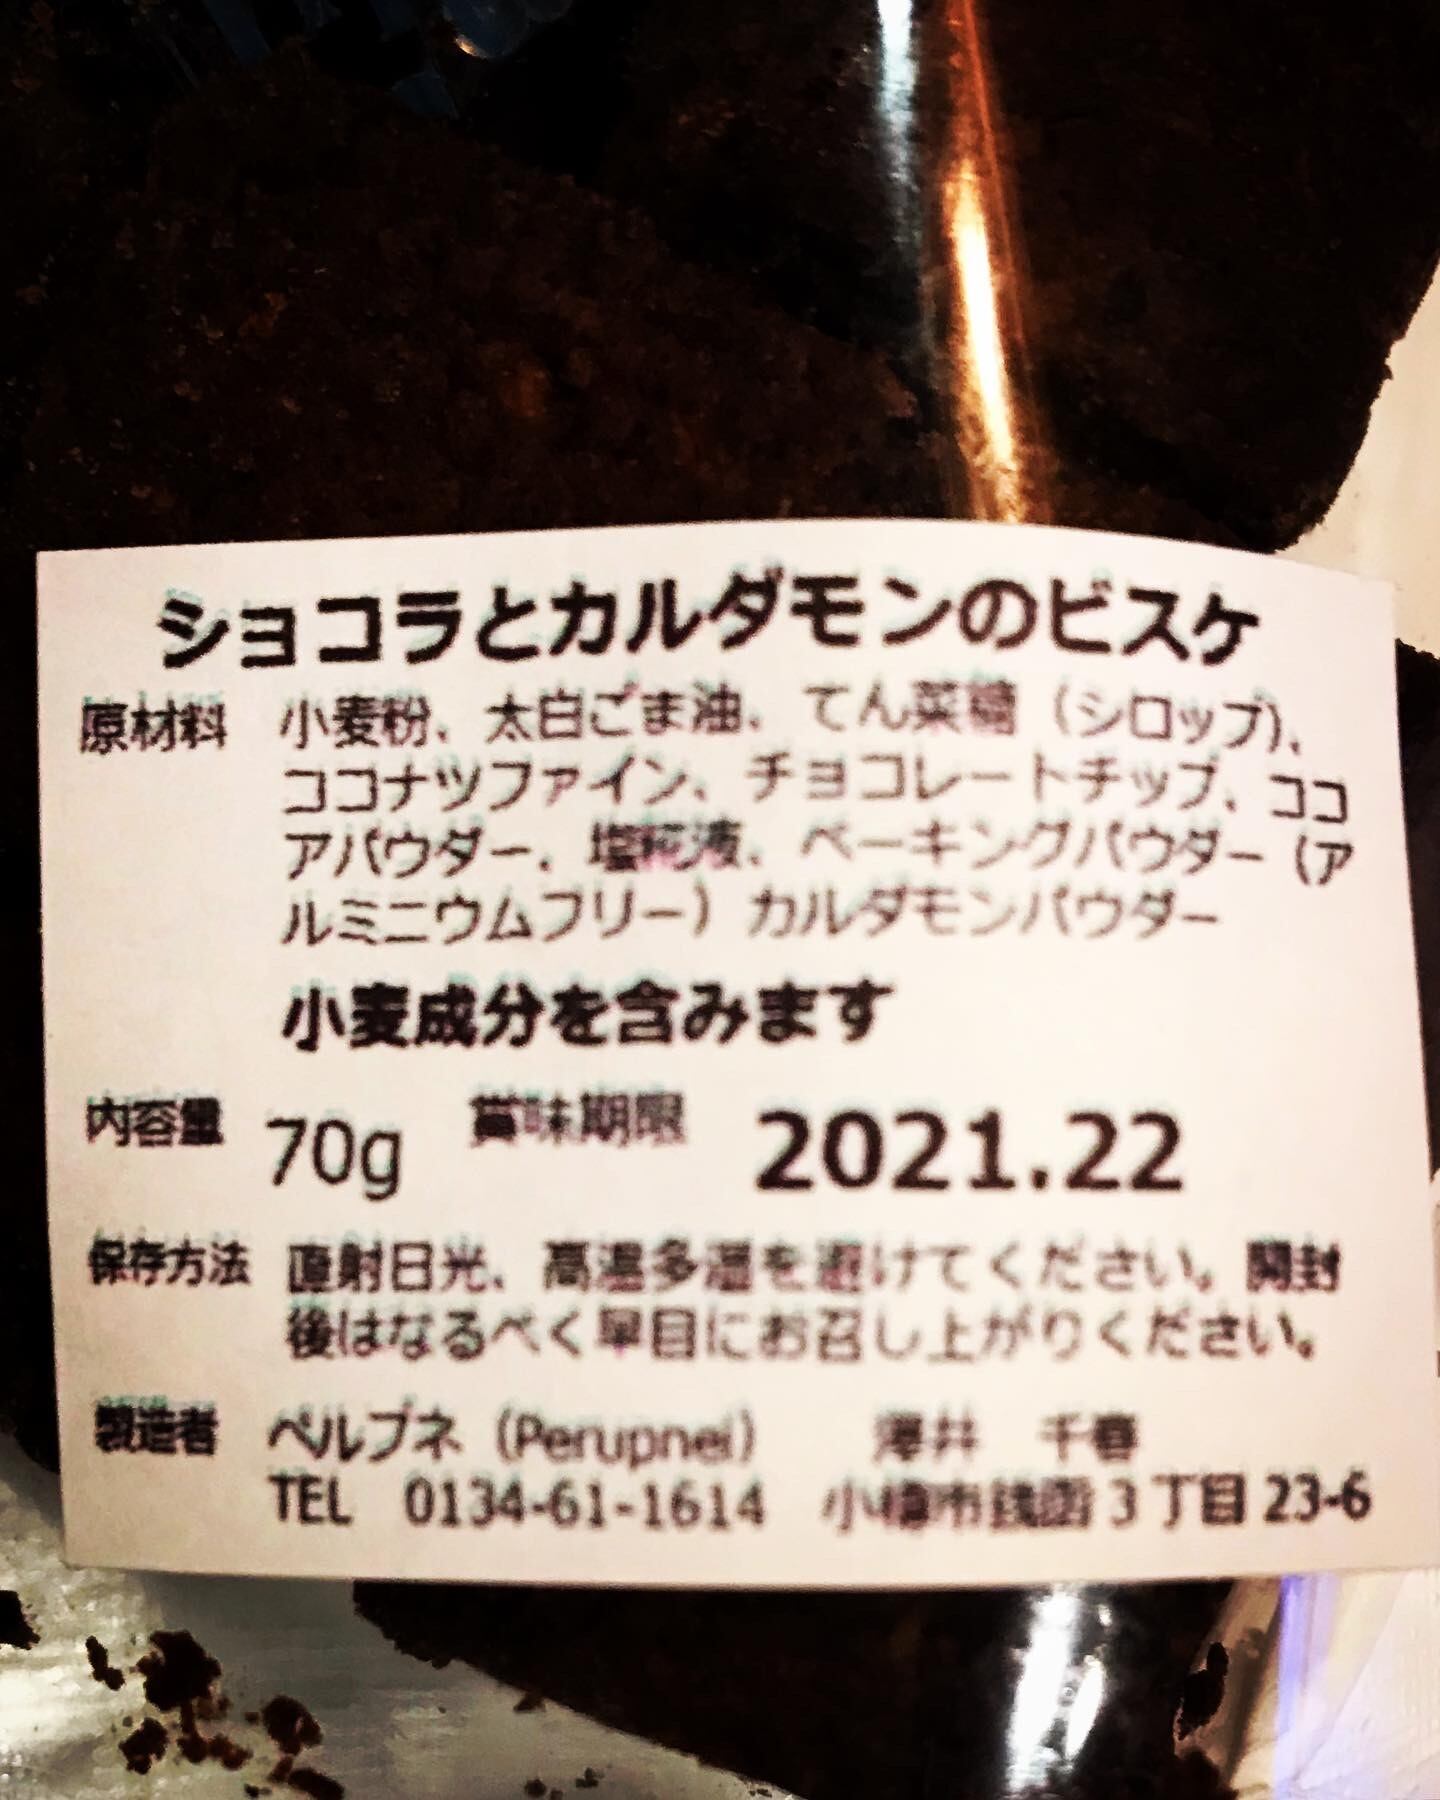 ショコラとカルダモンのビスケ
原材料 小麦粉、太白ごま油、てん菜糖（シロップ）、
ココナツファイン、チョコレートチップ、ココ
アパウダー、塩糀液、ベーキングパウダー（ア
ルミニウムフリー）カルダモンパウダー
小麦成分を含みます
内容量 70g 賞味期限 2021.22
保存方法 直射日光、高温多湿を避けてください。開封
後はなるべく早目にお召し上がりください。
製造者 ペルプネ（Perupnei） 薄井 千春
TEL 0134-61-1614 小樽市銭函3丁目23-6